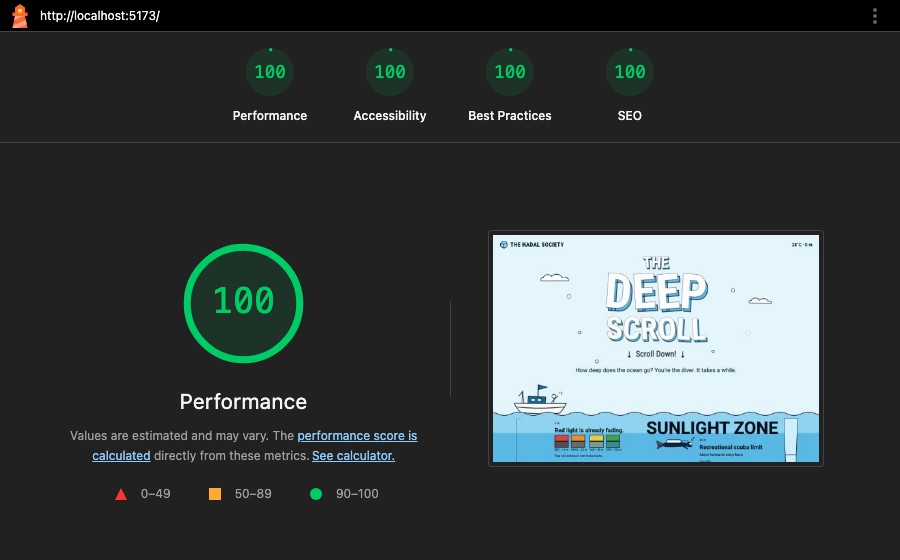 http://localhost:5173/
100 100 100 100
Performance Accessibility Best Practices SEO
100
Performance
Values are estimated and may vary. The performance score is
calculated directly from these metrics. See calculator.
0–49 50–89 90–100
THE HADAL SOCIETY
THE
DEEP
SCROLL
↓ Scroll Down! ↓
How deep does the ocean go? You're the diver. It takes a while.
SUNLIGHT ZONE
Red light is already fading.
Recreational scuba limit